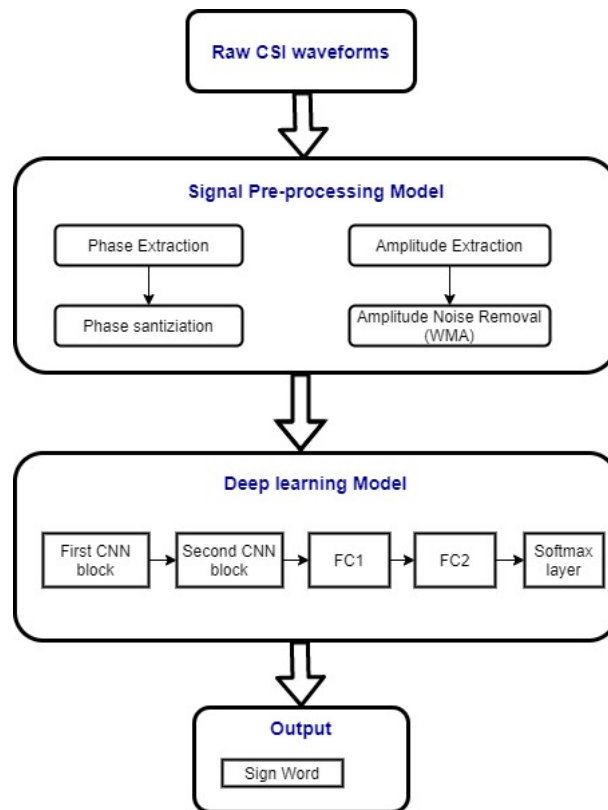 Raw CSI waveforms
Signal Pre-processing Model
Phase Extraction
Amplitude Extraction
Phase santiziation
Amplitude Noise Removal
(WMA)
Deep learning Model
First CNN
block
Second CNN
block
FC1
FC2
Softmax
layer
Output
Sign Word